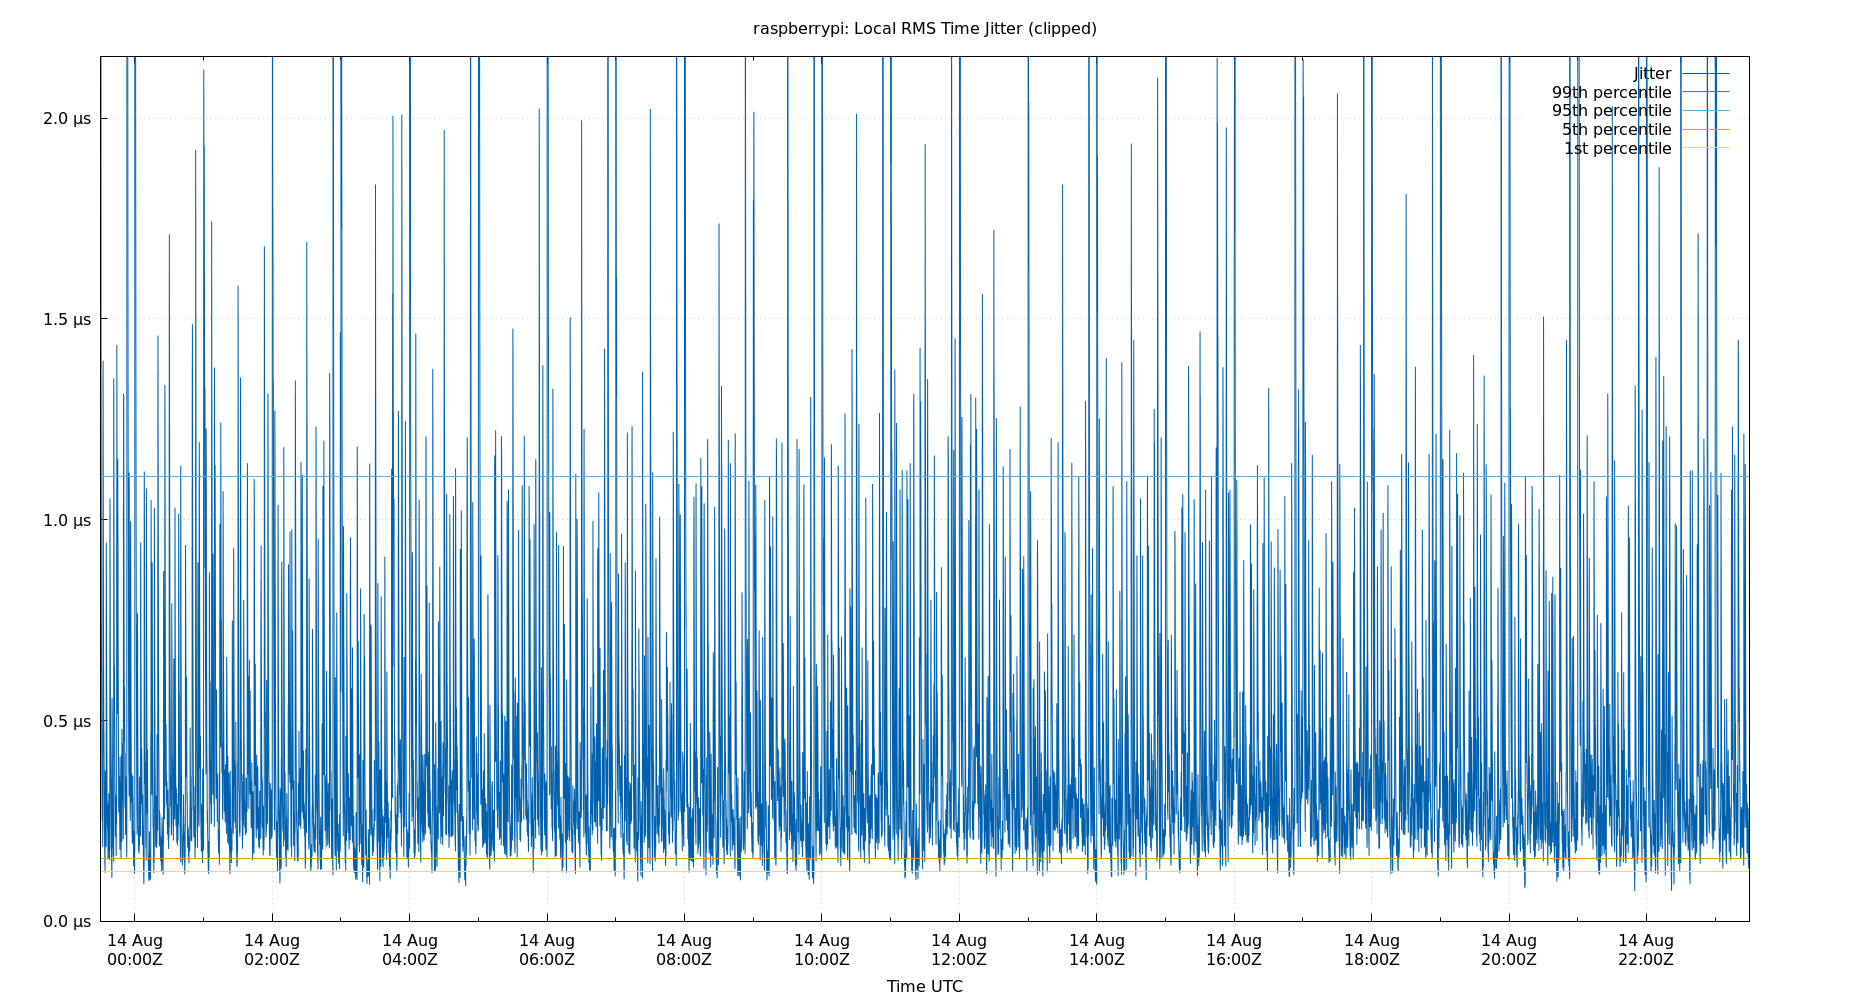 raspberrypi: Local RMS Time Jitter (clipped)
Jitter
99th percentile
95th percentile
5th percentile
1st percentile
2.0 µs
1.5 µs
1.0 µs
0.5 µs
0.0 µs
14 Aug 14 Aug 14 Aug 14 Aug 14 Aug 14 Aug 14 Aug 14 Aug 14 Aug 14 Aug 14 Aug 14 Aug
00:00Z 02:00Z 04:00Z 06:00Z 08:00Z 10:00Z 12:00Z 14:00Z 16:00Z 18:00Z 20:00Z 22:00Z
Time UTC